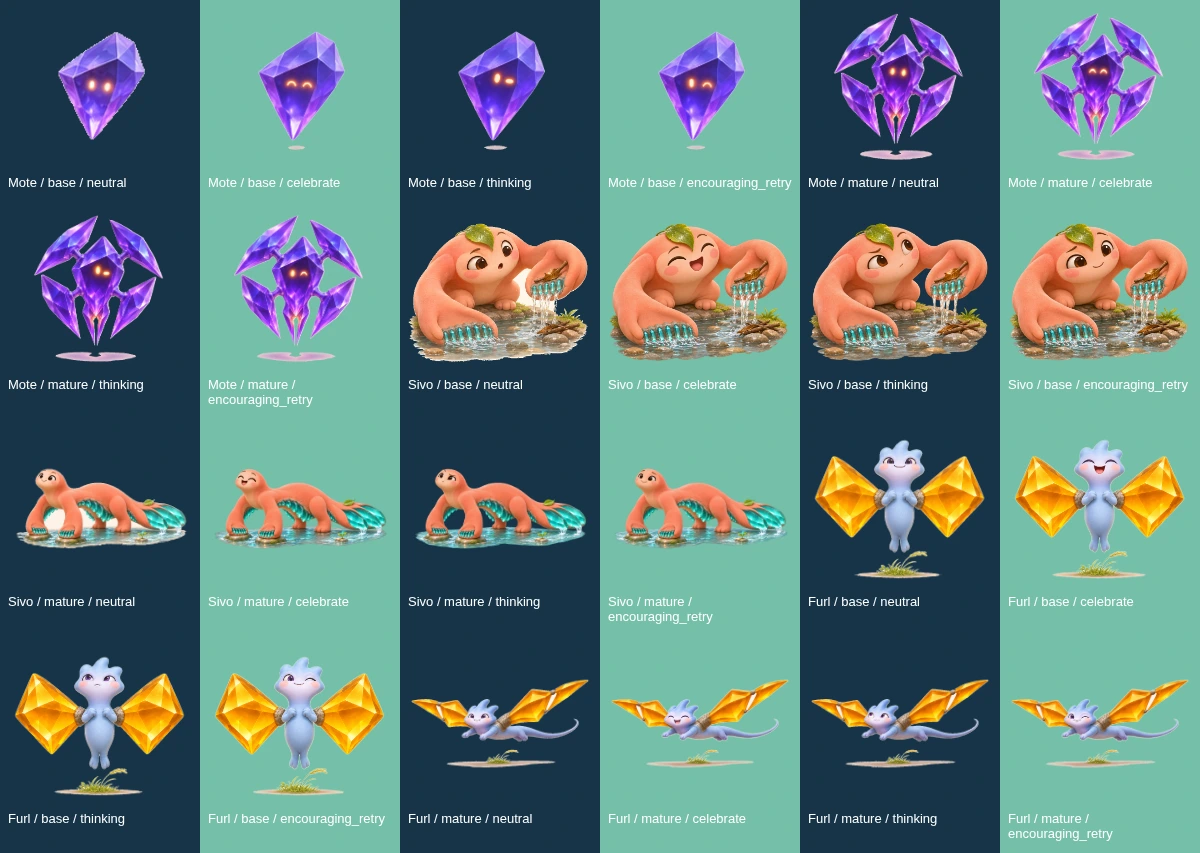 Mote / base / neutral
Mote / base / celebrate
Mote / base / thinking
Mote / base / encouraging_retry
Mote / mature / neutral
Mote / mature / celebrate
Mote / mature / thinking
Mote / mature /
encouraging_retry
Sivo / base / neutral
Sivo / base / celebrate
Sivo / base / thinking
Sivo / base / encouraging_retry
Sivo / mature / neutral
Sivo / mature / celebrate
Sivo / mature / thinking
Sivo / mature /
encouraging_retry
Furl / base / neutral
Furl / base / celebrate
Furl / base / thinking
Furl / base / encouraging_retry
Furl / mature / neutral
Furl / mature / celebrate
Furl / mature / thinking
Furl / mature /
encouraging_retry